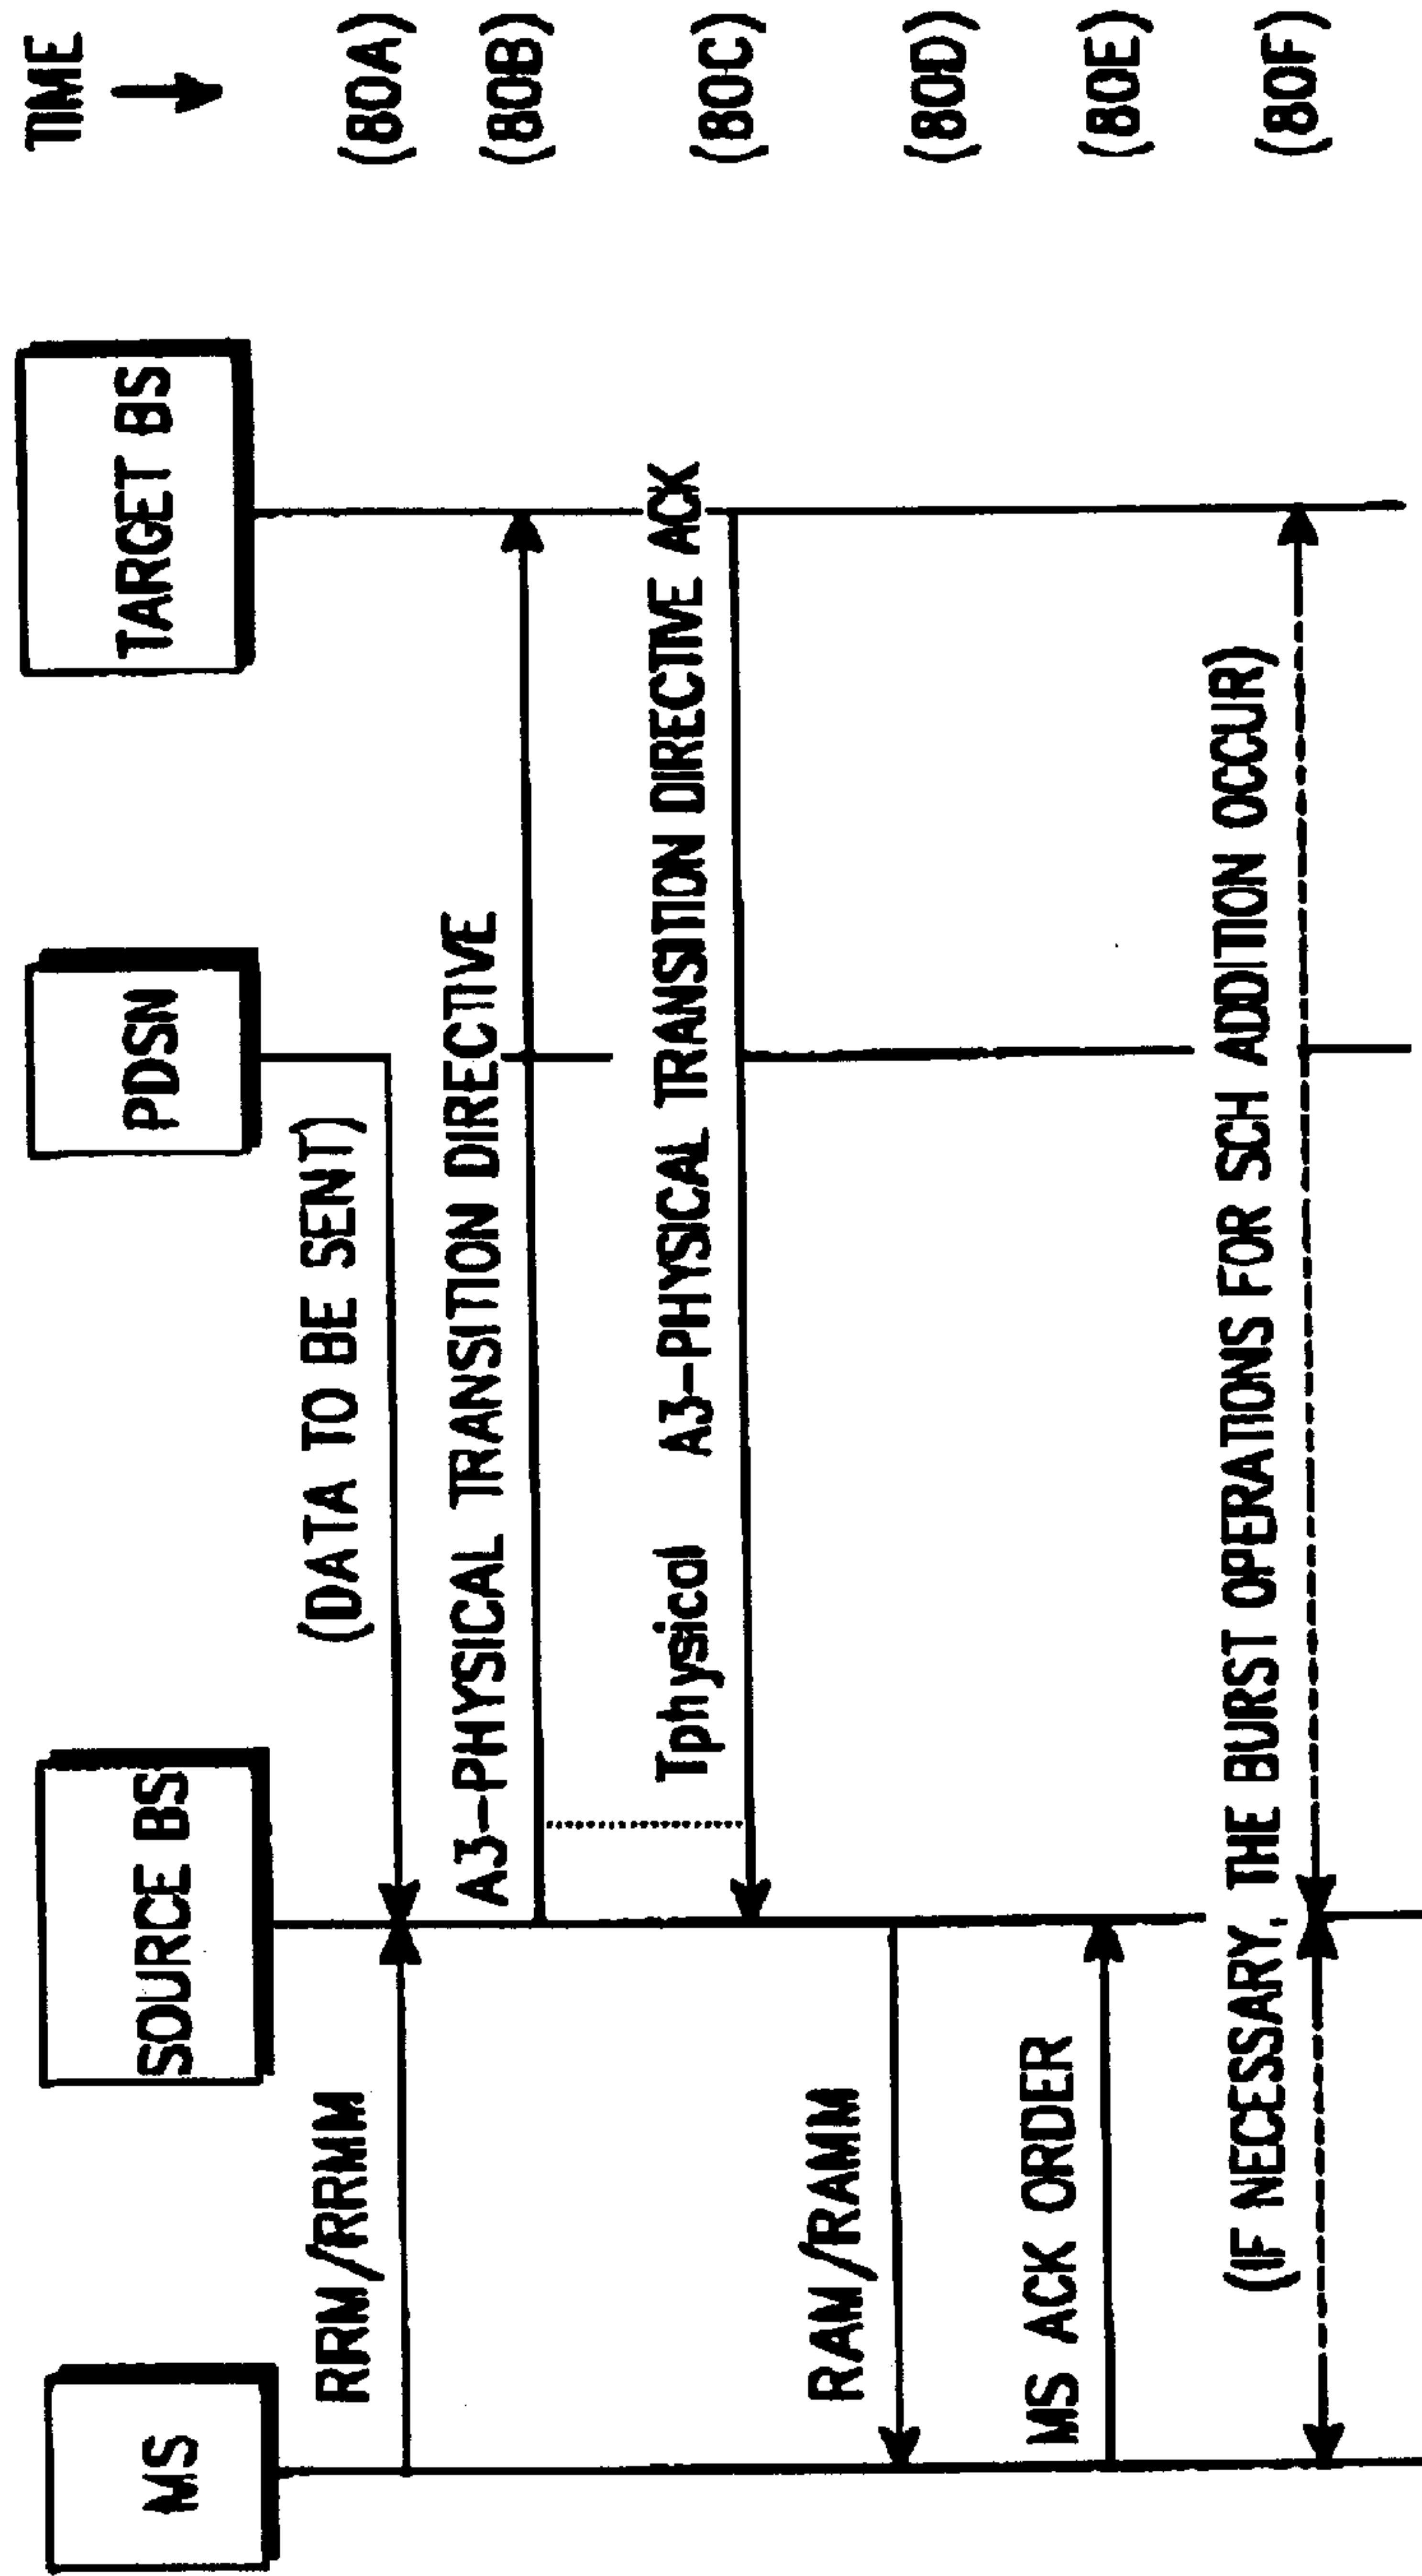 MS
SOURCE BS
PDSN
TARGET BS
TIME
RRM/RRMM
(DATA TO BE SENT)
(80A)
A3-PHYSICAL TRANSITION DIRECTIVE
(80B)
Tphysical
A3-PHYSICAL TRANSITION DIRECTIVE ACK
(80C)
RAM/RAMM
(80D)
MS ACK ORDER
(80E)
(IF NECESSARY, THE BURST OPERATIONS FOR SCH ADDITION OCCUR)
(80F)